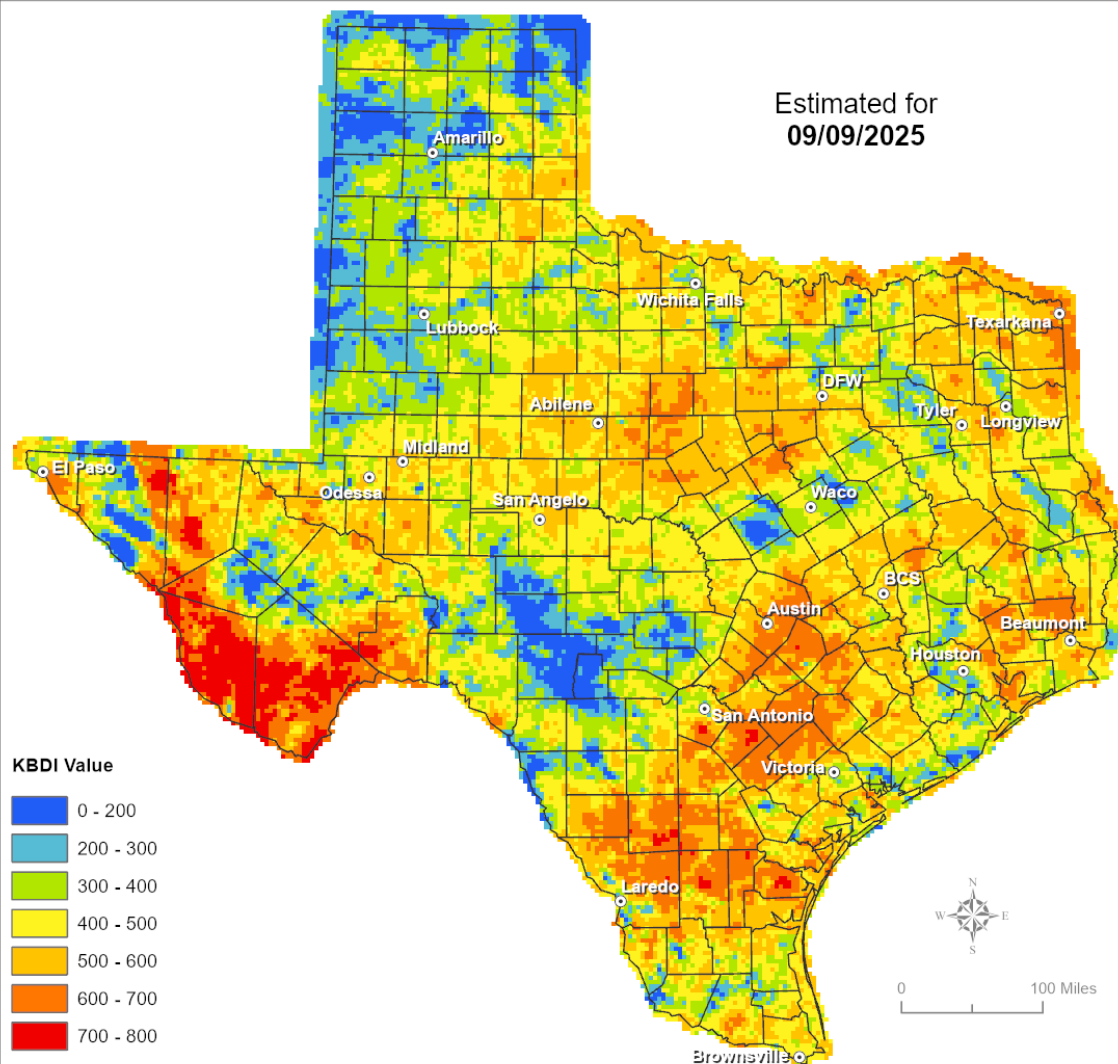 Estimated for
09/09/2025
Amarillo
Wichita Falls
Lubbock
Texarkana
DFW
Abilene
Tyler
Longview
Midland
El Paso
Odessa
San Angelo
Waco
BCS
Austin
Beaumont
Houston
San Antonio
Victoria
Laredo
Brownsville
KBDI Value
0 - 200
200 - 300
300 - 400
400 - 500
500 - 600
600 - 700
700 - 800
N
W E
S
0 100 Miles